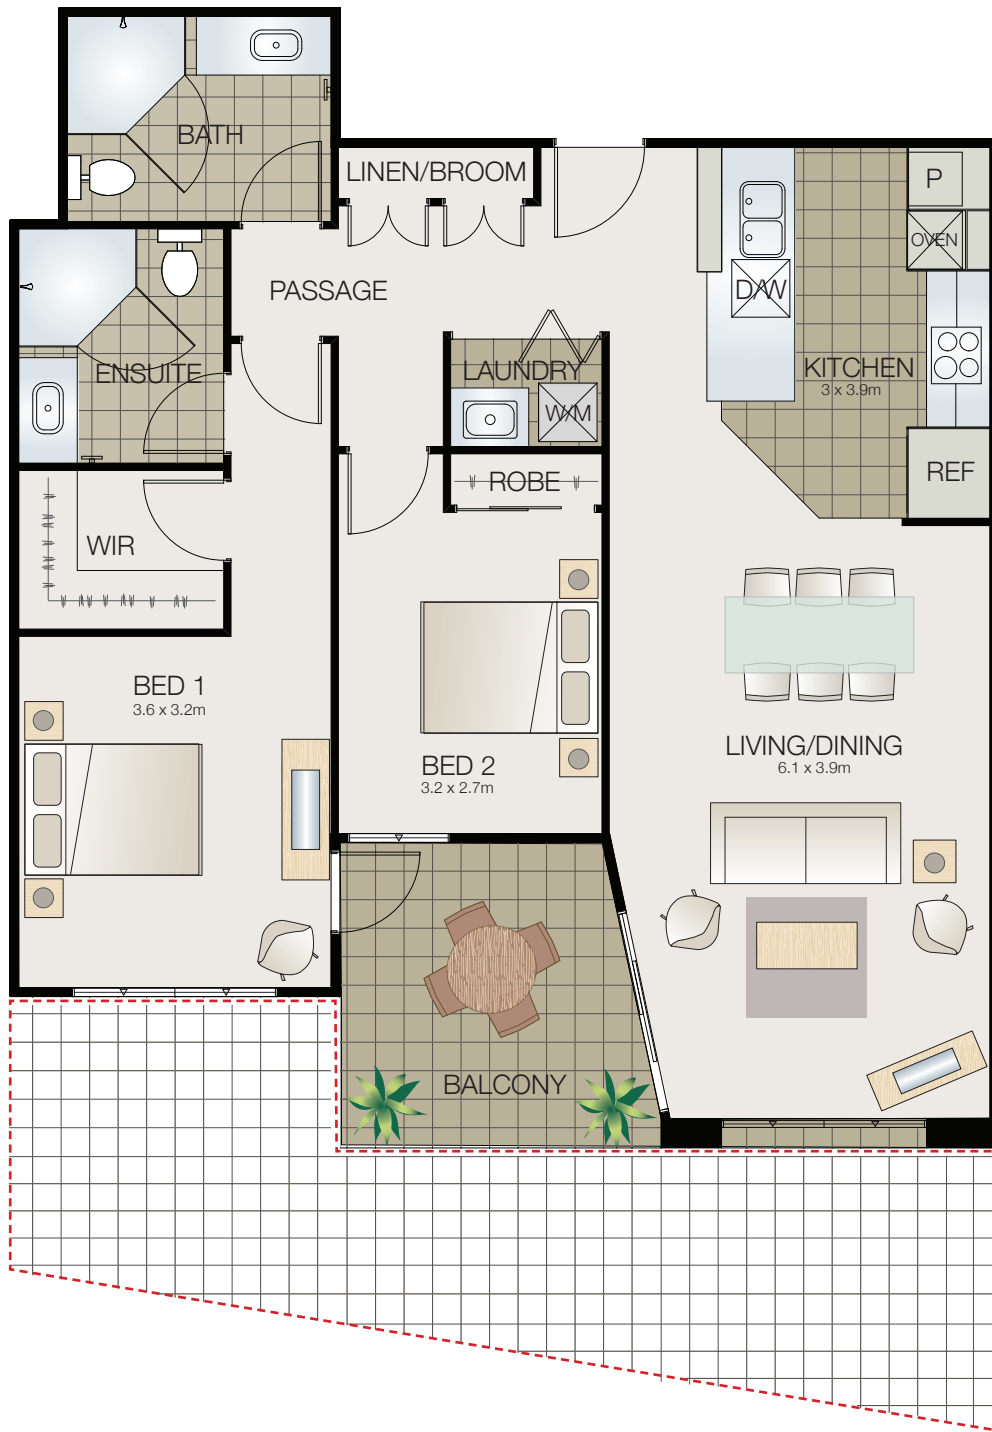 BATH
LINEN/BROOM
P
OVEN
PASSAGE
D/W
ENSUITE
LAUNDRY
KITCHEN
3 x 3.9m
W/M
REF
ROBE
WIR
BED 1
3.6 x 3.2m
BED 2
3.2 x 2.7m
LIVING/DINING
6.1 x 3.9m
BALCONY